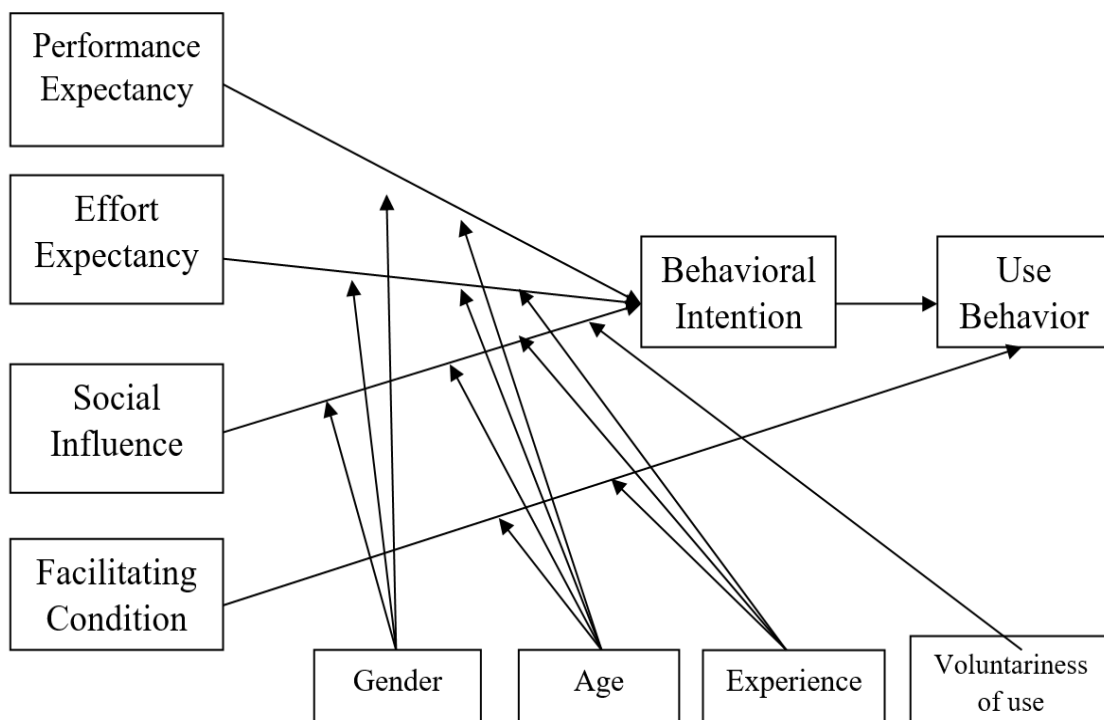 Performance
Expectancy
Effort
Expectancy
Behavioral
Intention
Use
Behavior
Social
Influence
Facilitating
Condition
Gender
Age
Experience
Voluntariness
of use